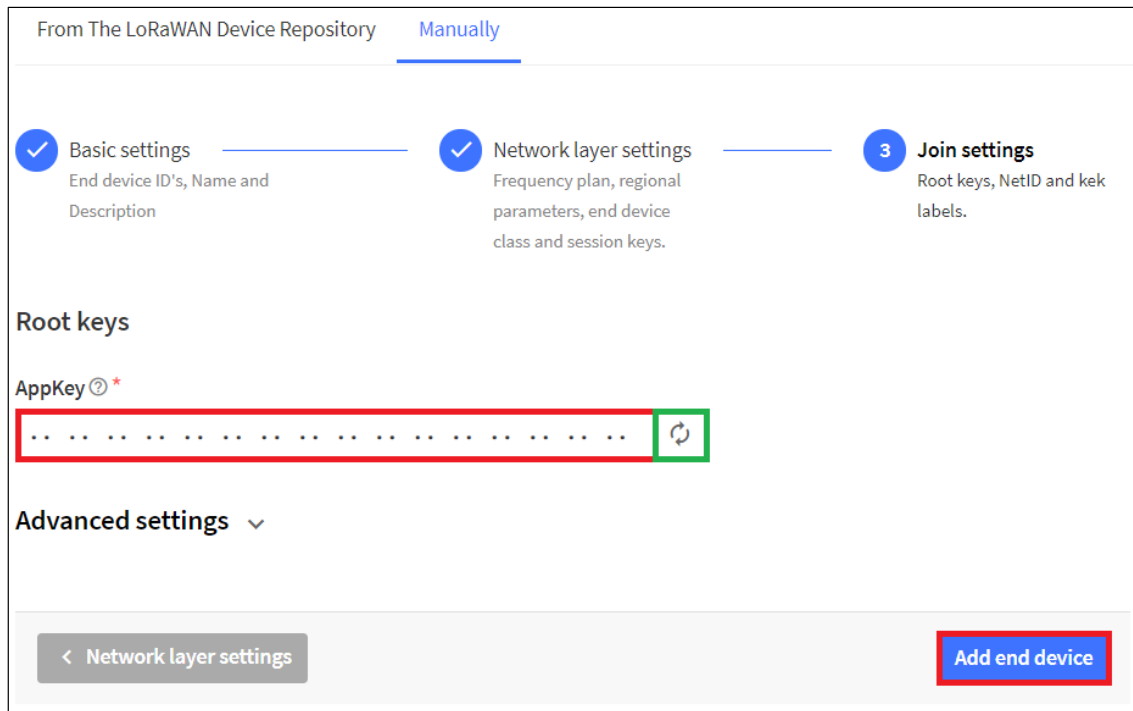 From The LoRaWAN Device Repository Manually
Basic settings
End device ID's, Name and
Description
Network layer settings
Frequency plan, regional
parameters, end device
class and session keys.
3 Join settings
Root keys, NetID and kek
labels.
Root keys
AppKey ? *
.. .. .. .. .. .. .. .. .. .. .. .. .. .. .. ..
Advanced settings
Network layer settings
Add end device